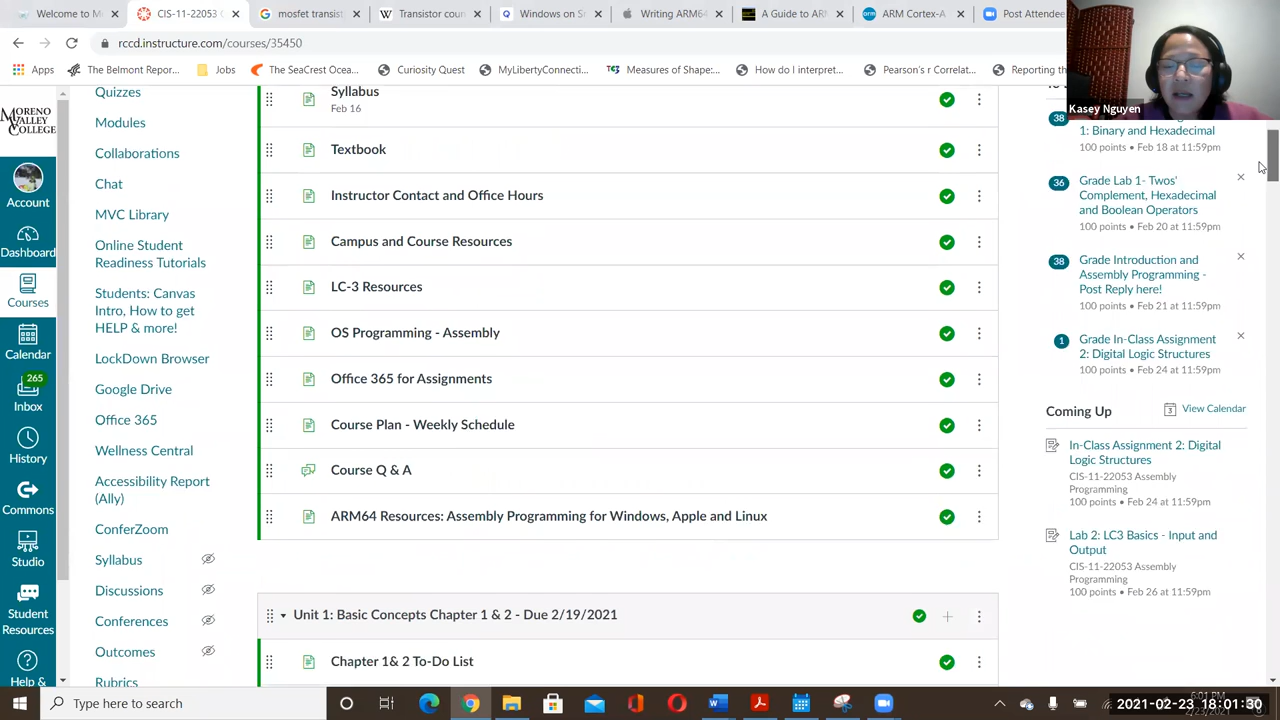 Welcome to M
CIS-11-22053 C
mosfet transist
Transistor coun
Windows on S
Writing ARM64
A Guide to AR
ARM Cortex-A
Post Attendee
rccd.instructure.com/courses/35450
Apps
The Belmont Repor...
Jobs
The SeaCrest Ocea...
Curiosity Quest
MyLibertyConnecti...
Measures of Shape:...
How do I interpret...
Pearson's r Correlat...
Reporting th
Kasey Nguyen
MORENO
VALLEY
COLLEGE
Account
Dashboard
Courses
Calendar
265
Inbox
History
Commons
Studio
Student
Resources
Help &
Quizzes
Modules
Collaborations
Chat
MVC Library
Online Student
Readiness Tutorials
Students: Canvas
Intro, How to get
HELP & more!
LockDown Browser
Google Drive
Office 365
Wellness Central
Accessibility Report
(Ally)
ConferZoom
Syllabus
Discussions
Conferences
Outcomes
Rubrics
Syllabus
Feb 16
Textbook
Instructor Contact and Office Hours
Campus and Course Resources
LC-3 Resources
OS Programming - Assembly
Office 365 for Assignments
Course Plan - Weekly Schedule
Course Q & A
ARM64 Resources: Assembly Programming for Windows, Apple and Linux
Unit 1: Basic Concepts Chapter 1 & 2 - Due 2/19/2021
Chapter 1& 2 To-Do List
38
1: Binary and Hexadecimal
100 points • Feb 18 at 11:59pm
36
Grade Lab 1- Twos'
Complement, Hexadecimal
and Boolean Operators
100 points • Feb 20 at 11:59pm
38
Grade Introduction and
Assembly Programming -
Post Reply here!
100 points • Feb 21 at 11:59pm
1
Grade In-Class Assignment
2: Digital Logic Structures
100 points • Feb 24 at 11:59pm
Coming Up
3
View Calendar
In-Class Assignment 2: Digital
Logic Structures
CIS-11-22053 Assembly
Programming
100 points • Feb 24 at 11:59pm
Lab 2: LC3 Basics - Input and
Output
CIS-11-22053 Assembly
Programming
100 points • Feb 26 at 11:59pm
Type here to search
6:01 PM
2021-02-23 18:01:30
2/23/2021